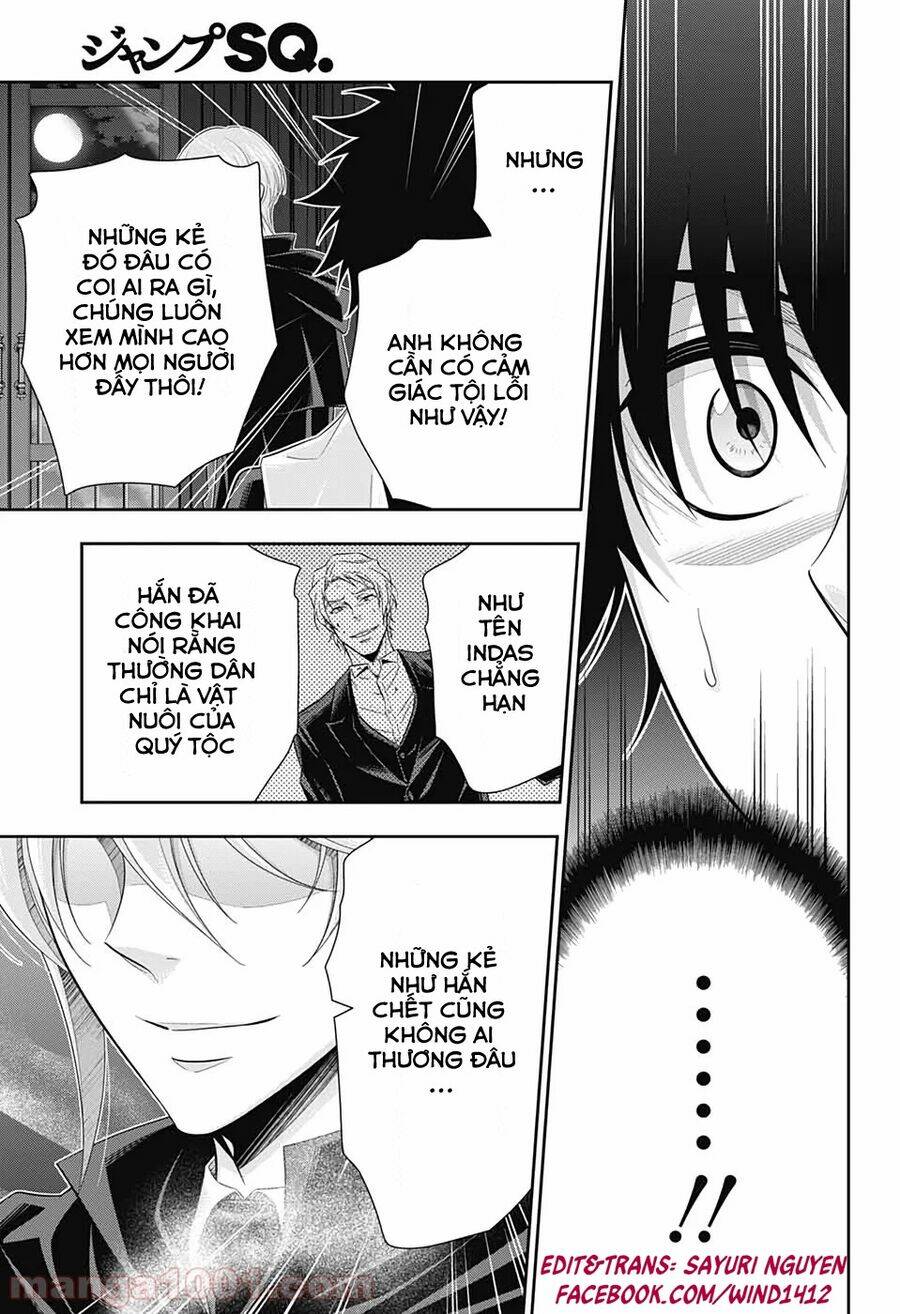 ジャンプSQ.
......!!
NHƯNG
...
ANH KHÔNG
CẦN CÓ CẢM
GIÁC TỘI LỖI
NHƯ VẬY!
NHỮNG KẺ
ĐÓ ĐÂU CÓ
COI AI RA GÌ,
CHÚNG LUÔN
XEM MÌNH CAO
HƠN MỌI NGƯỜI
ĐẤY THÔI!
NHƯ
TÊN
INDAS
CHẲNG
HẠN
HẮN ĐÃ
CÔNG KHAI
NÓI RẰNG
THƯỜNG DÂN
CHỈ LÀ VẬT
NUÔI CỦA
QUÝ TỘC
NHỮNG KẺ
NHƯ HẮN
CHẾT CŨNG
KHÔNG AI
THƯƠNG ĐÂU
...
EDIT&TRANS: SAYURI NGUYEN
FACEBOOK.COM/WIND1412
manga1001.com